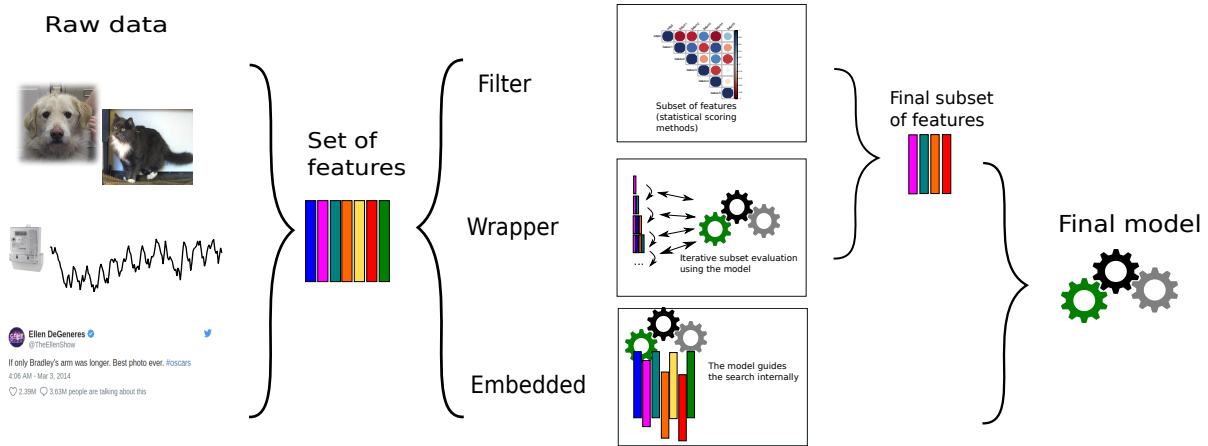 Raw data
Ellen DeGeneres
@TheEllenShow
If only Bradley's arm was longer. Best photo ever. #oscars
4:06 AM - Mar 3, 2014
2.39M 3.63M people are talking about this
Set of
features
Filter
Wrapper
Embedded
Subset of features
(statistical scoring
methods)
Iterative subset evaluation
using the model
...
The model guides
the search internally
Final subset
of features
Final model